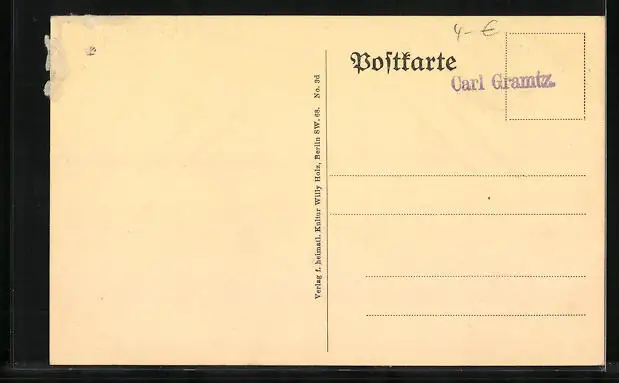 4,- €
Postkarte
Carl Gramtz.
Verlag f. heimatl. Kultur Willy Holz, Berlin SW. 68. No. 3d